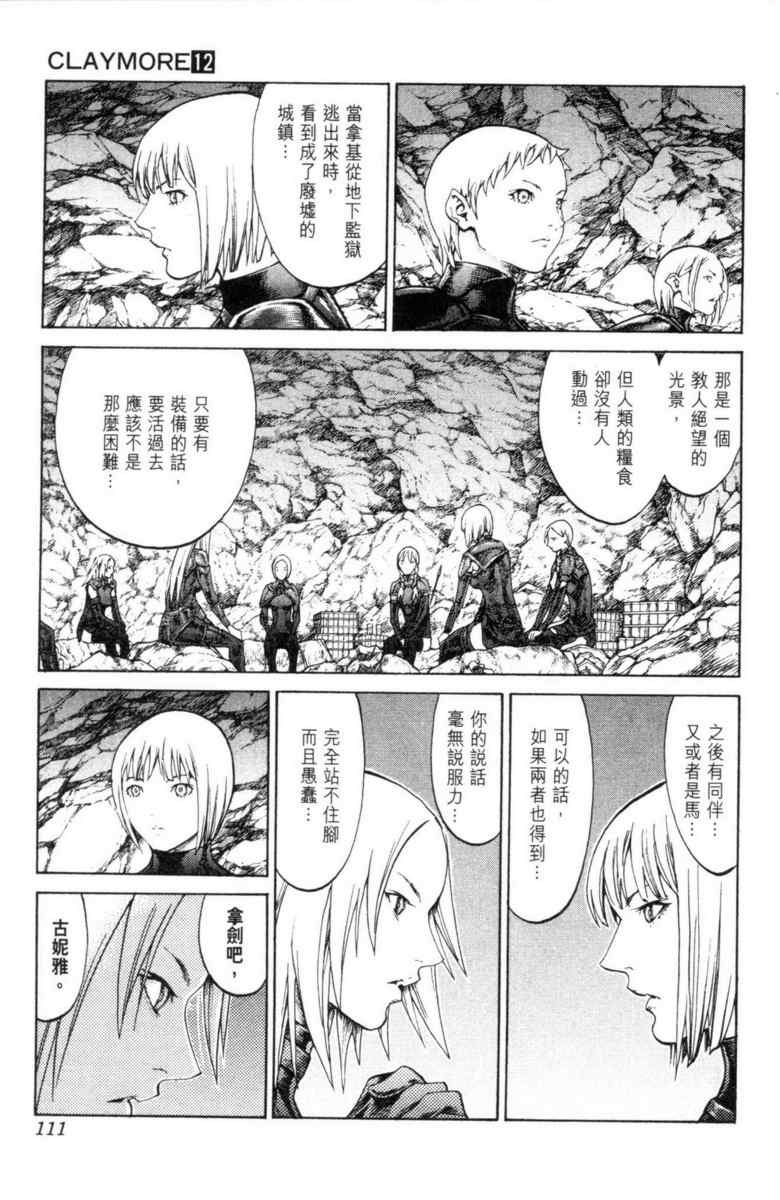 CLAYMORE 12
當拿基從地下監獄
逃出來時，
看到成了廢墟的
城鎮…
那是一個
教人絕望的
光景，
但人類的糧食
卻沒有人
動過…
只要有
裝備的話，
要活過去
應該不是
那麼困難…
之後有同伴…
又或者是馬…
可以的話，
如果兩者也得到…
你的說話
毫無說服力…
完全站不住腳
而且愚蠢…
拿劍吧，
古妮雅。
111